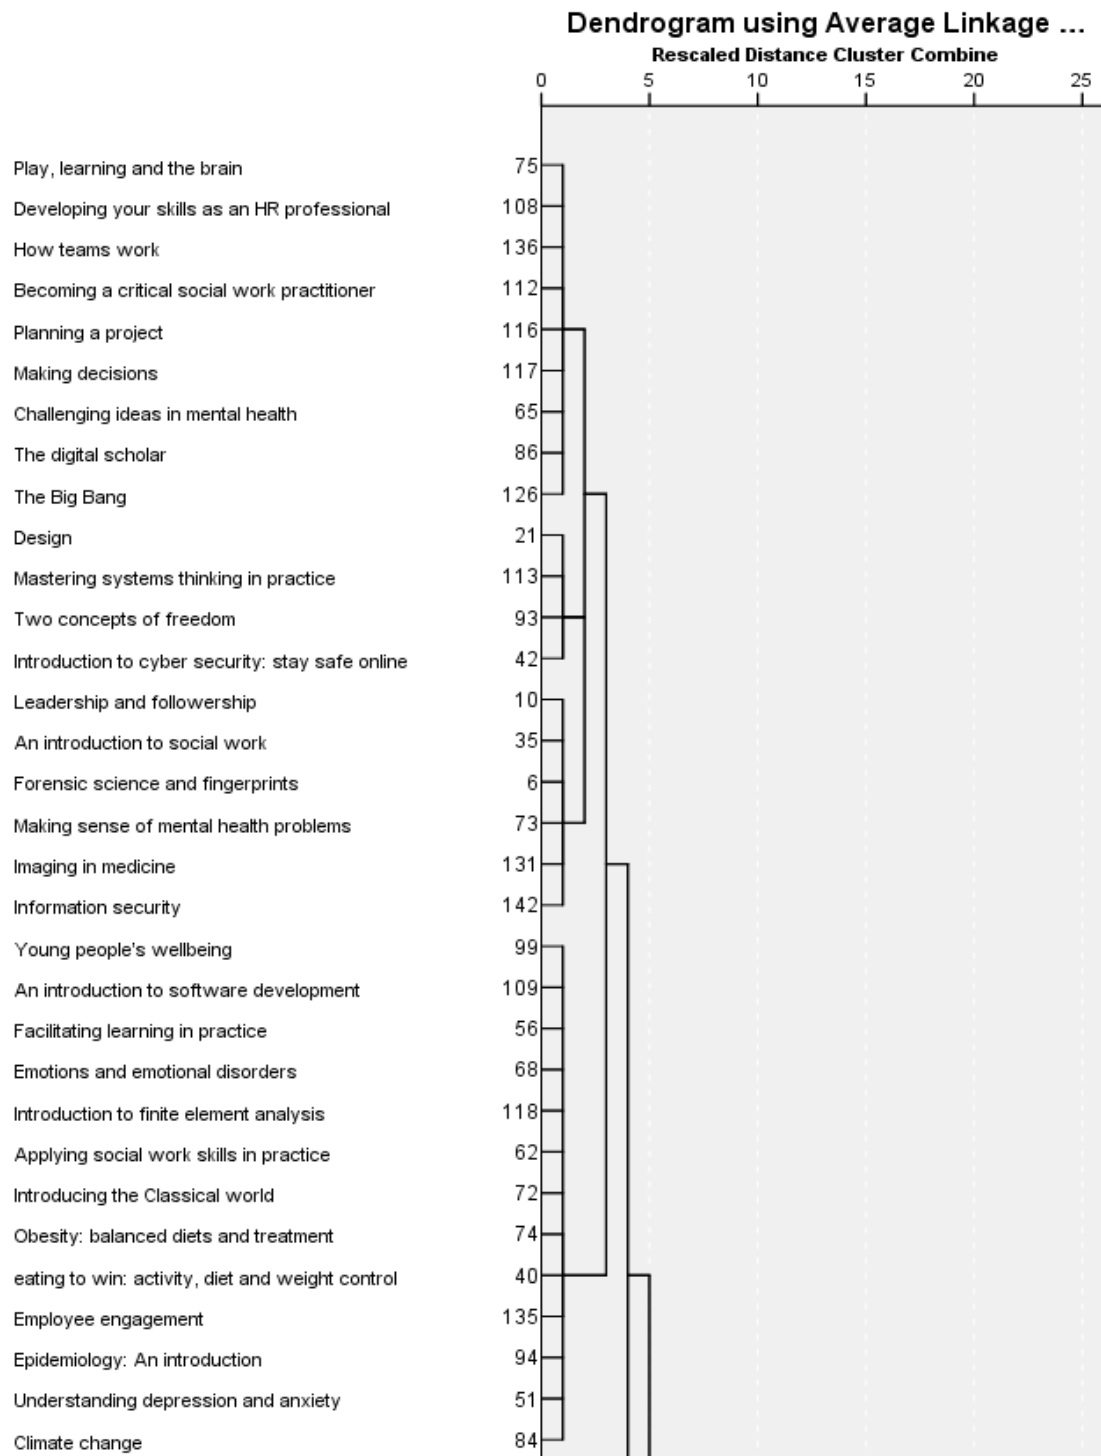 Dendrogram using Average Linkage ...
Rescaled Distance Cluster Combine
0 5 10 15 20 25
Play, learning and the brain 75
Developing your skills as an HR professional 108
How teams work 136
Becoming a critical social work practitioner 112
Planning a project 116
Making decisions 117
Challenging ideas in mental health 65
The digital scholar 86
The Big Bang 126
Design 21
Mastering systems thinking in practice 113
Two concepts of freedom 93
Introduction to cyber security: stay safe online 42
Leadership and followership 10
An introduction to social work 35
Forensic science and fingerprints 6
Making sense of mental health problems 73
Imaging in medicine 131
Information security 142
Young people's wellbeing 99
An introduction to software development 109
Facilitating learning in practice 56
Emotions and emotional disorders 68
Introduction to finite element analysis 118
Applying social work skills in practice 62
Introducing the Classical world 72
Obesity: balanced diets and treatment 74
eating to win: activity, diet and weight control 40
Employee engagement 135
Epidemiology: An introduction 94
Understanding depression and anxiety 51
Climate change 84